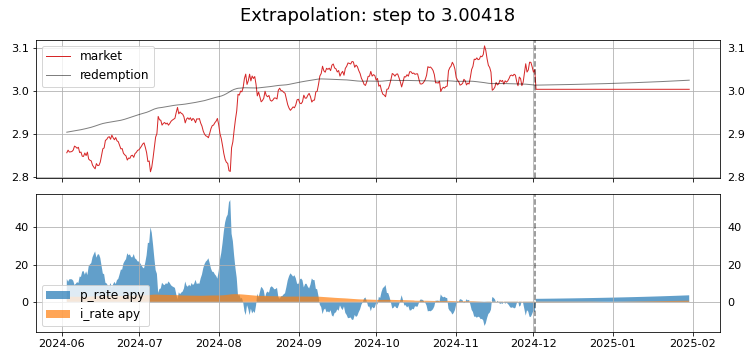 Extrapolation: step to 3.00418
3.1 3.1
market
redemption
3.0 3.0
2.9 2.9
2.8 2.8
40 40
20 20
p_rate apy
0 0
i_rate apy
2024-06 2024-07 2024-08 2024-09 2024-10 2024-11 2024-12 2025-01 2025-02